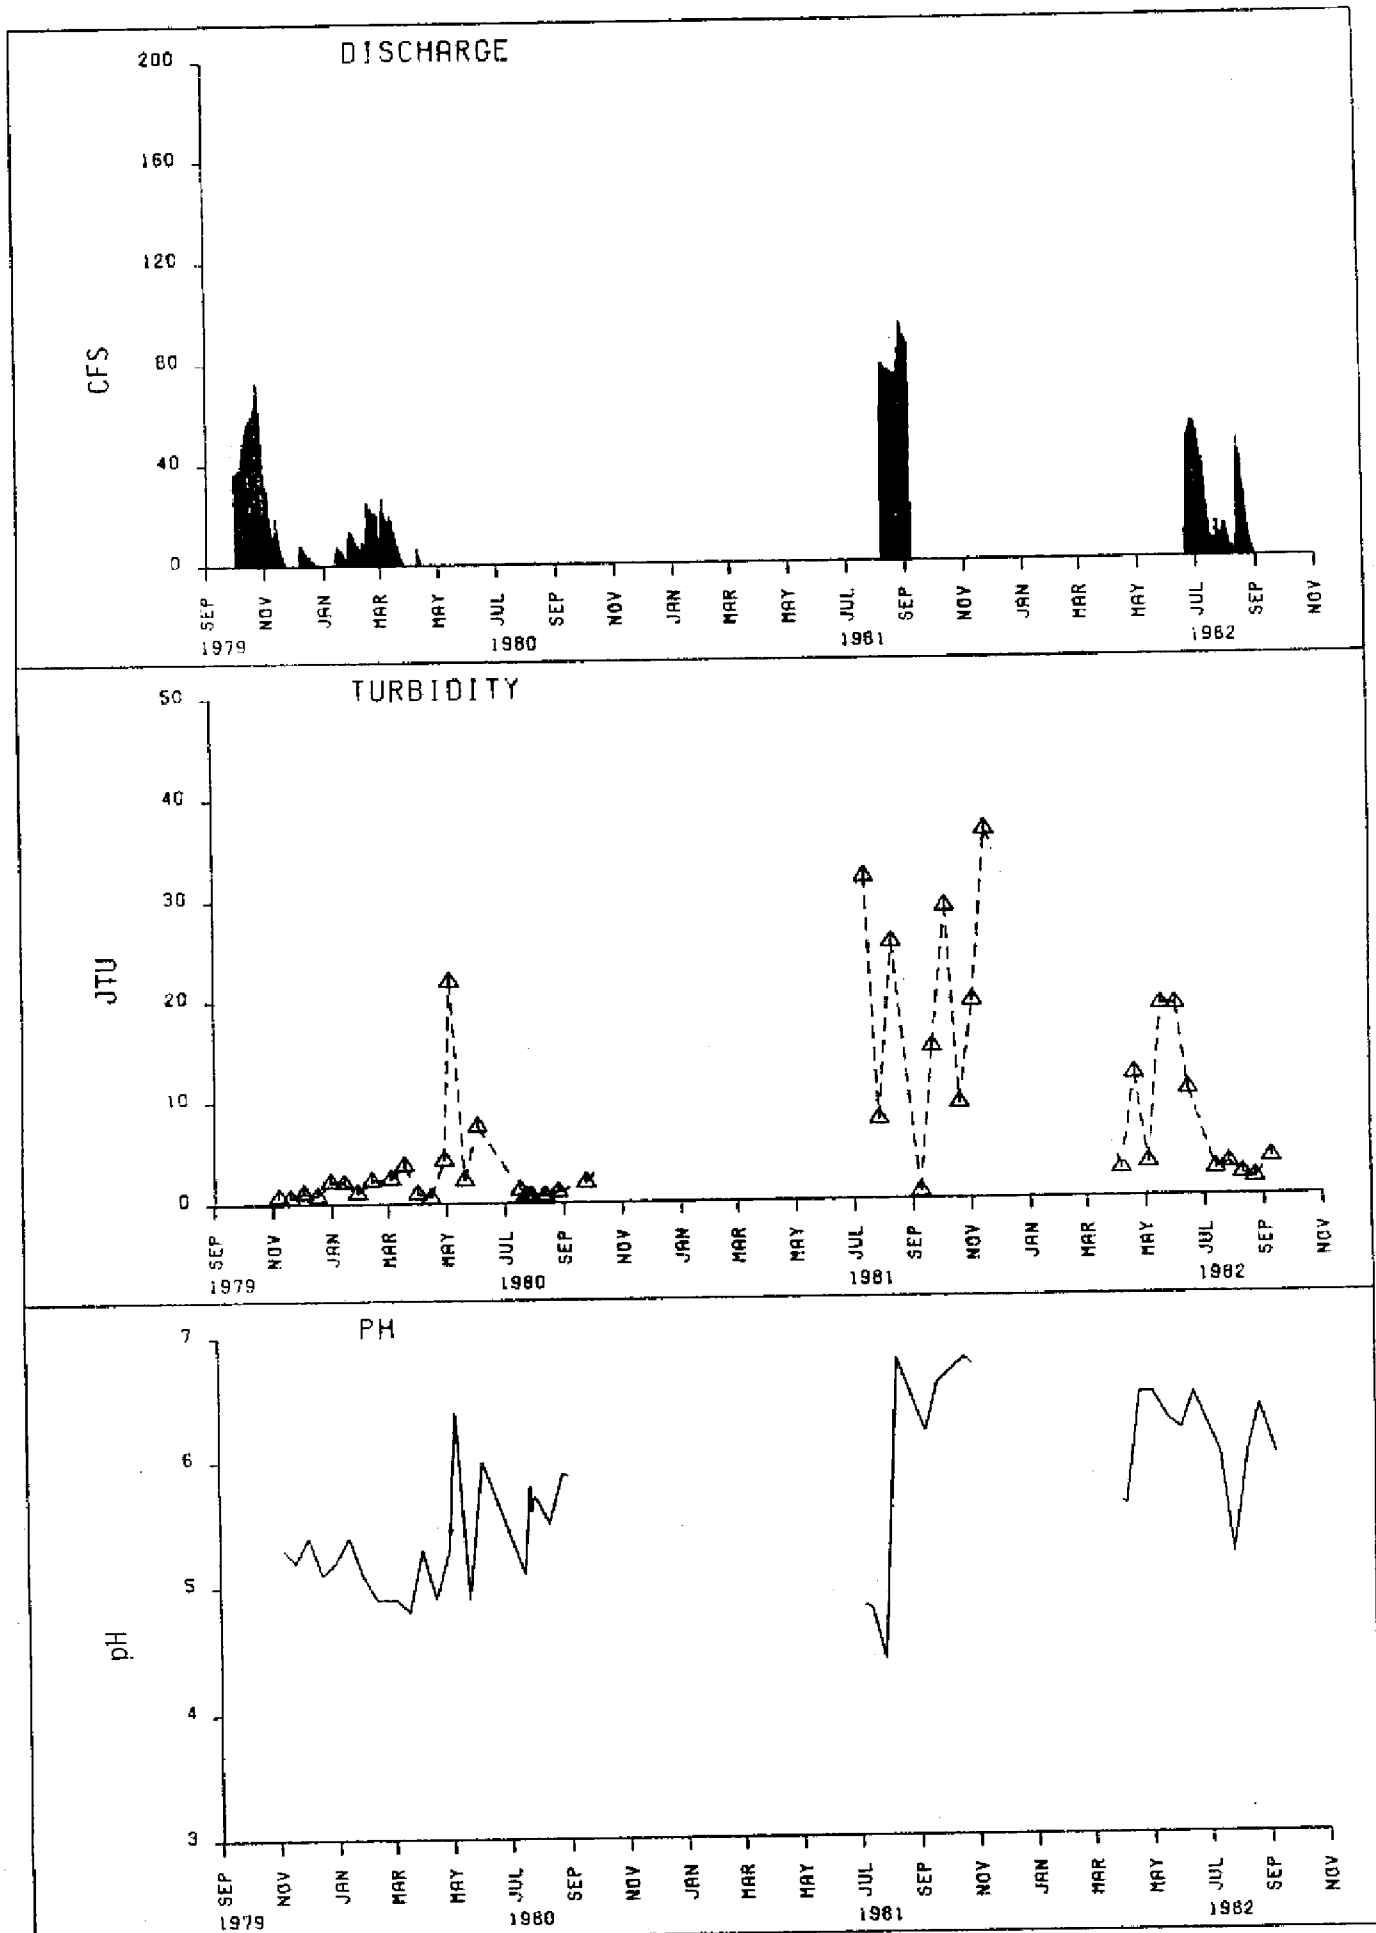 DISCHARGE
200
160
120
80
40
0
CFS
SEP NOV JAN MAR MAY JUL SEP NOV JAN MAR MAY JUL SEP NOV JAN MAR MAY JUL SEP NOV
1979 1980 1981 1982
TURBIDITY
50
40
30
20
10
0
JTU
SEP NOV JAN MAR MAY JUL SEP NOV JAN MAR MAY JUL SEP NOV JAN MAR MAY JUL SEP NOV
1979 1980 1981 1982
PH
7
6
5
4
3
pH
SEP NOV JAN MAR MAY JUL SEP NOV JAN MAR MAY JUL SEP NOV JAN MAR MAY JUL SEP NOV
1979 1980 1981 1982